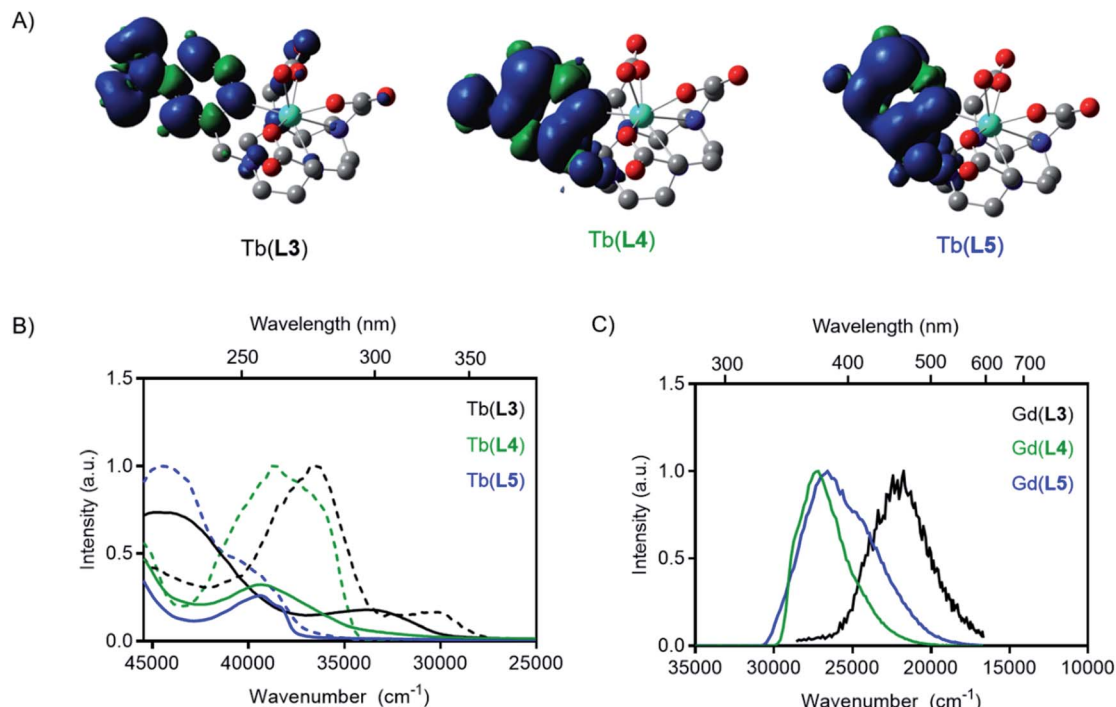 A)
Tb(L3)
Tb(L4)
Tb(L5)
B)
Wavelength (nm)
250 300 350
1.5
1.0
0.5
0.0
Intensity (a.u.)
Tb(L3)
Tb(L4)
Tb(L5)
45000 40000 35000 30000 25000
Wavenumber (cm-1)
C)
Wavelength (nm)
300 400 500 600 700
1.5
1.0
0.5
0.0
Intensity (a.u.)
Gd(L3)
Gd(L4)
Gd(L5)
35000 30000 25000 20000 15000 10000
Wavenumber (cm-1)